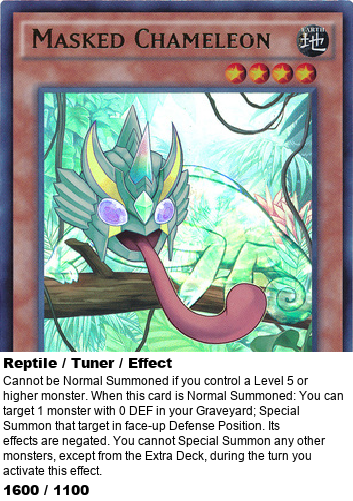 Masked Chameleon
EARTH
地
Reptile / Tuner / Effect
Cannot be Normal Summoned if you control a Level 5 or
higher monster. When this card is Normal Summoned: You can
target 1 monster with 0 DEF in your Graveyard; Special
Summon that target in face-up Defense Position. Its
effects are negated. You cannot Special Summon any other
monsters, except from the Extra Deck, during the turn you
activate this effect.
1600 / 1100